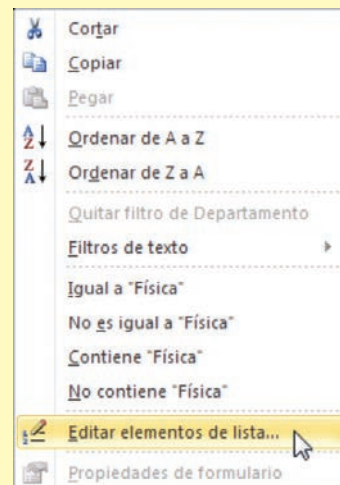 Cortar
Copiar
Pegar
Ordenar de A a Z
Ordenar de Z a A
Quitar filtro de Departamento
Filtros de texto
Igual a "Física"
No es igual a "Física"
Contiene "Física"
No contiene "Física"
Editar elementos de lista...
Propiedades de formulario